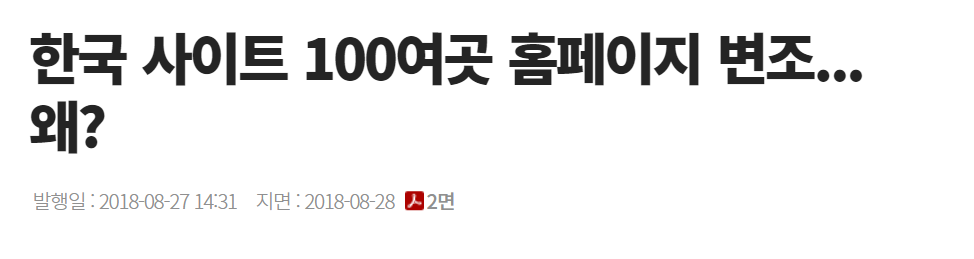 한국 사이트 100여곳 홈페이지 변조...
왜?
발행일 : 2018-08-27 14:31 지면 : 2018-08-28 2면